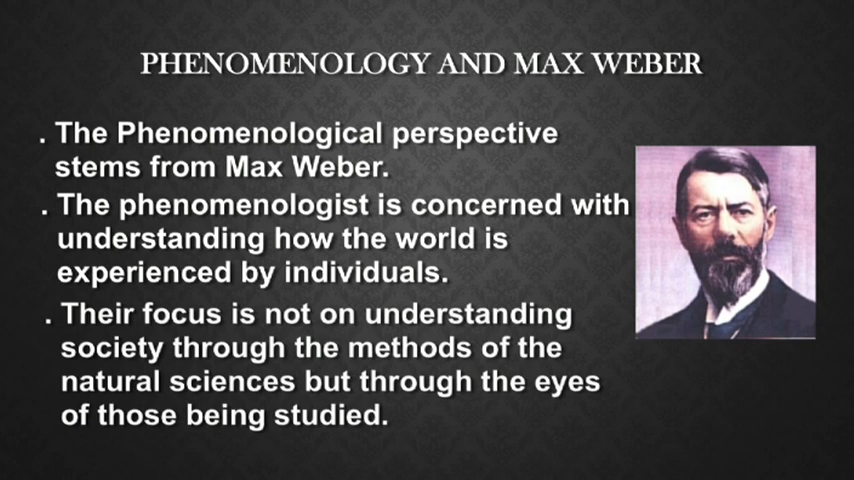 PHENOMENOLOGY AND MAX WEBER
. The Phenomenological perspective
stems from Max Weber.
. The phenomenologist is concerned with
understanding how the world is
experienced by individuals.
. Their focus is not on understanding
society through the methods of the
natural sciences but through the eyes
of those being studied.